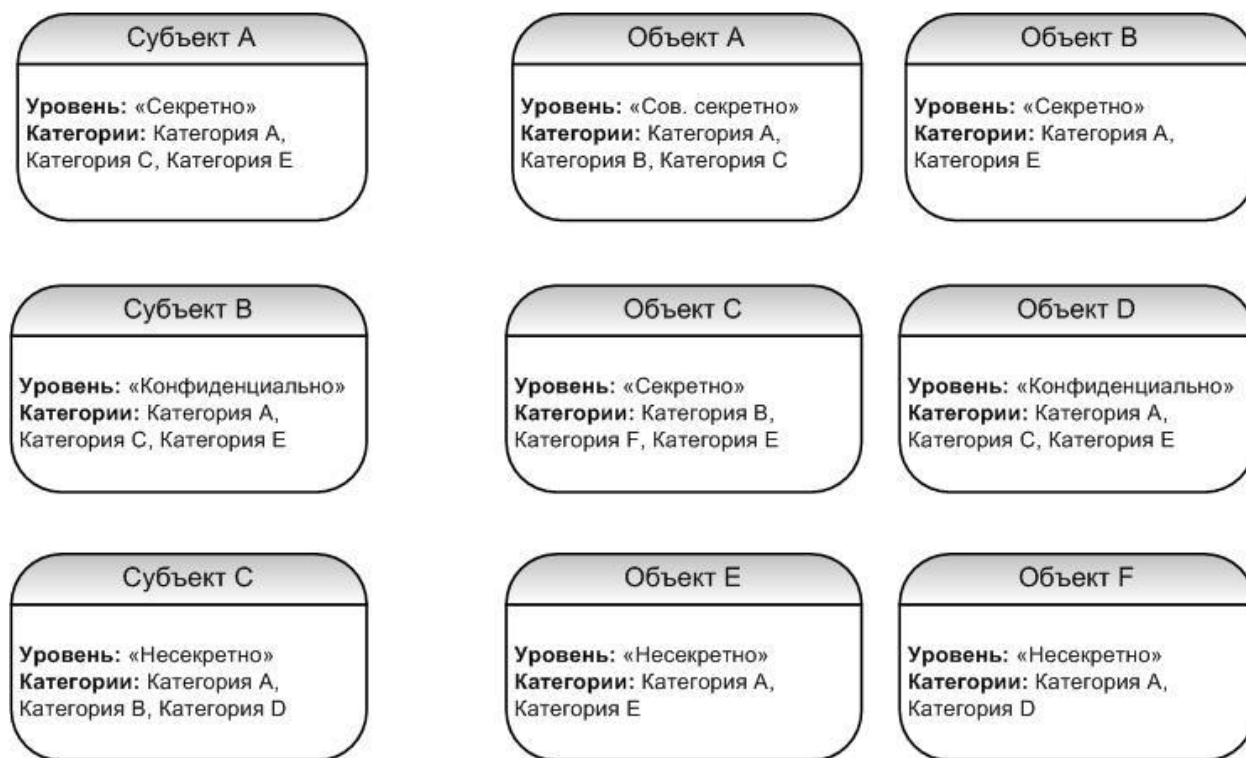 Субъект A
Уровень: «Секретно»
Категории: Категория A,
Категория C, Категория E
Объект A
Уровень: «Сов. секретно»
Категории: Категория A,
Категория B, Категория C
Объект B
Уровень: «Секретно»
Категории: Категория A,
Категория E
Субъект B
Уровень: «Конфиденциально»
Категории: Категория A,
Категория C, Категория E
Объект C
Уровень: «Секретно»
Категории: Категория B,
Категория F, Категория E
Объект D
Уровень: «Конфиденциально»
Категории: Категория A,
Категория C, Категория E
Субъект C
Уровень: «Несекретно»
Категории: Категория A,
Категория B, Категория D
Объект E
Уровень: «Несекретно»
Категории: Категория A,
Категория E
Объект F
Уровень: «Несекретно»
Категории: Категория A,
Категория D